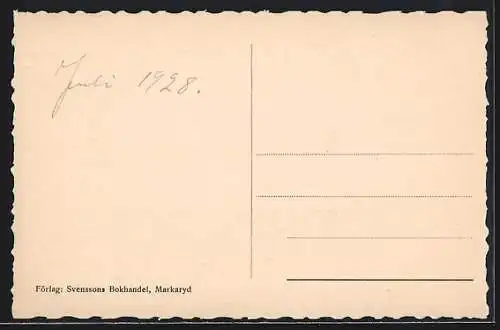 Juli 1928.
Förlag: Svenssons Bokhandel, Markaryd